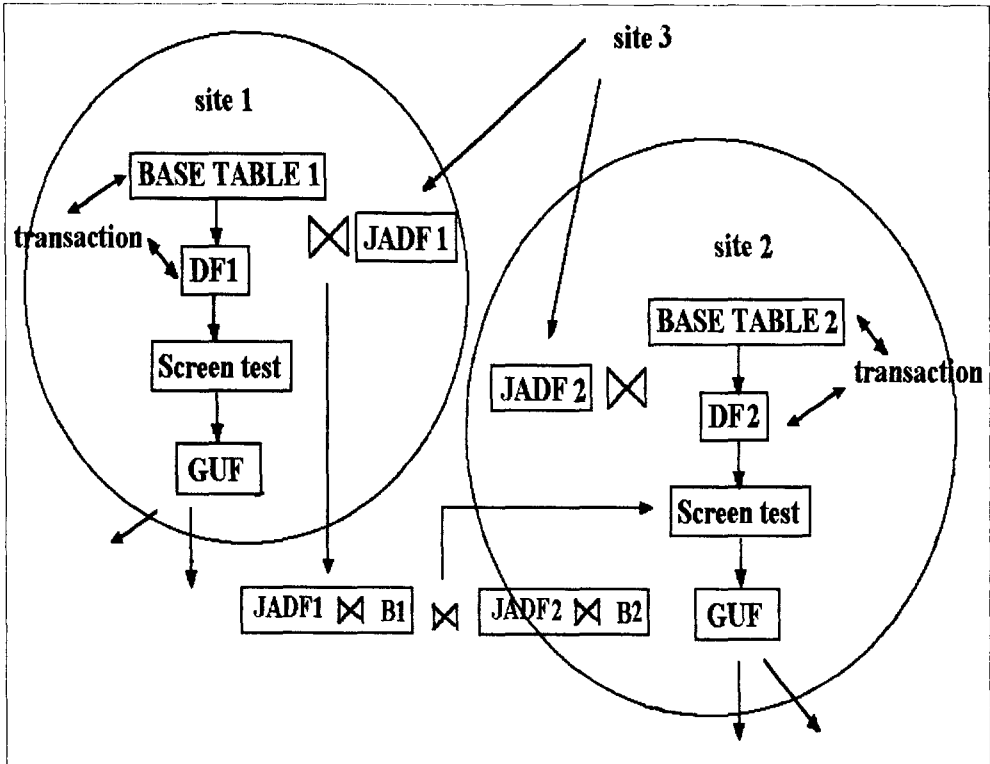 site 3
site 1
BASE TABLE 1
transaction
JADF 1
DF1
Screen test
GUF
site 2
BASE TABLE 2
transaction
JADF 2
DF2
Screen test
GUF
JADF1 ⋈ B1 ⋈ JADF2 ⋈ B2